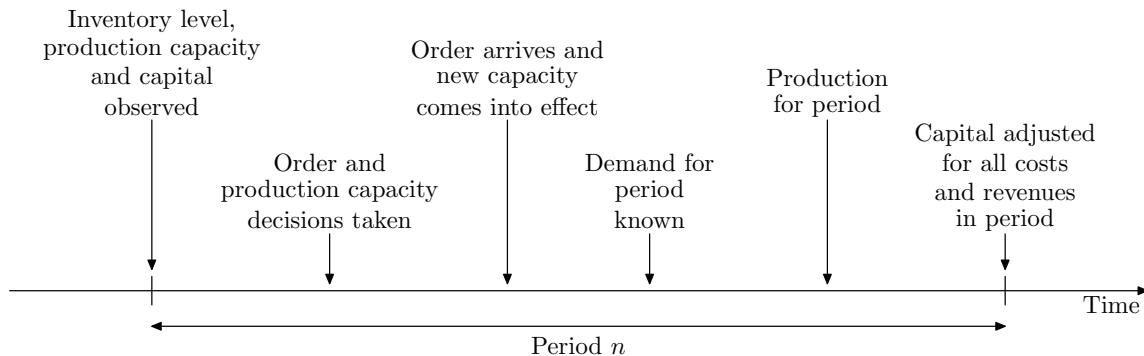 Inventory level,
production capacity
and capital
observed
Order and
production capacity
decisions taken
Order arrives and
new capacity
comes into effect
Demand for
period
known
Production
for period
Capital adjusted
for all costs
and revenues
in period
Time
Period n